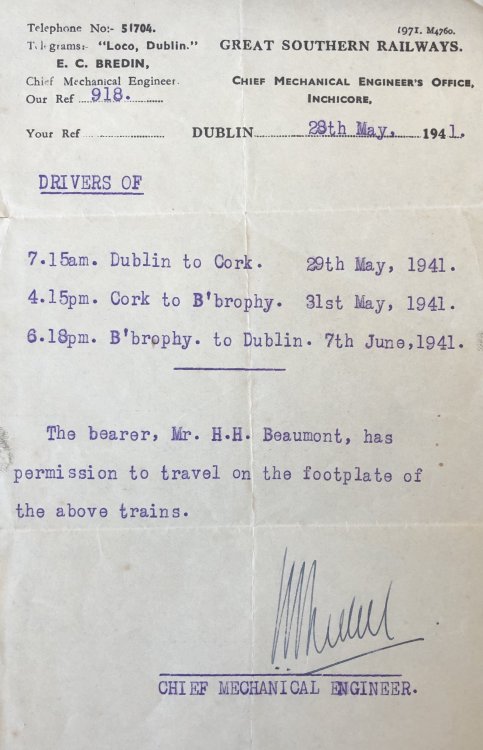 Telephone No:- 51704. 1971. M4760.
Telegrams:- "Loco, Dublin." GREAT SOUTHERN RAILWAYS.
E. C. BREDIN,
Chief Mechanical Engineer. CHIEF MECHANICAL ENGINEER'S OFFICE,
Our Ref 918. INCHICORE,
Your Ref DUBLIN 28th May, 1941.
DRIVERS OF
7.15am. Dublin to Cork. 29th May, 1941.
4.15pm. Cork to B'brophy. 31st May, 1941.
6.18pm. B'brophy. to Dublin. 7th June,1941.
The bearer, Mr. H.H. Beaumont, has
permission to travel on the footplate of
the above trains.
CHIEF MECHANICAL ENGINEER.